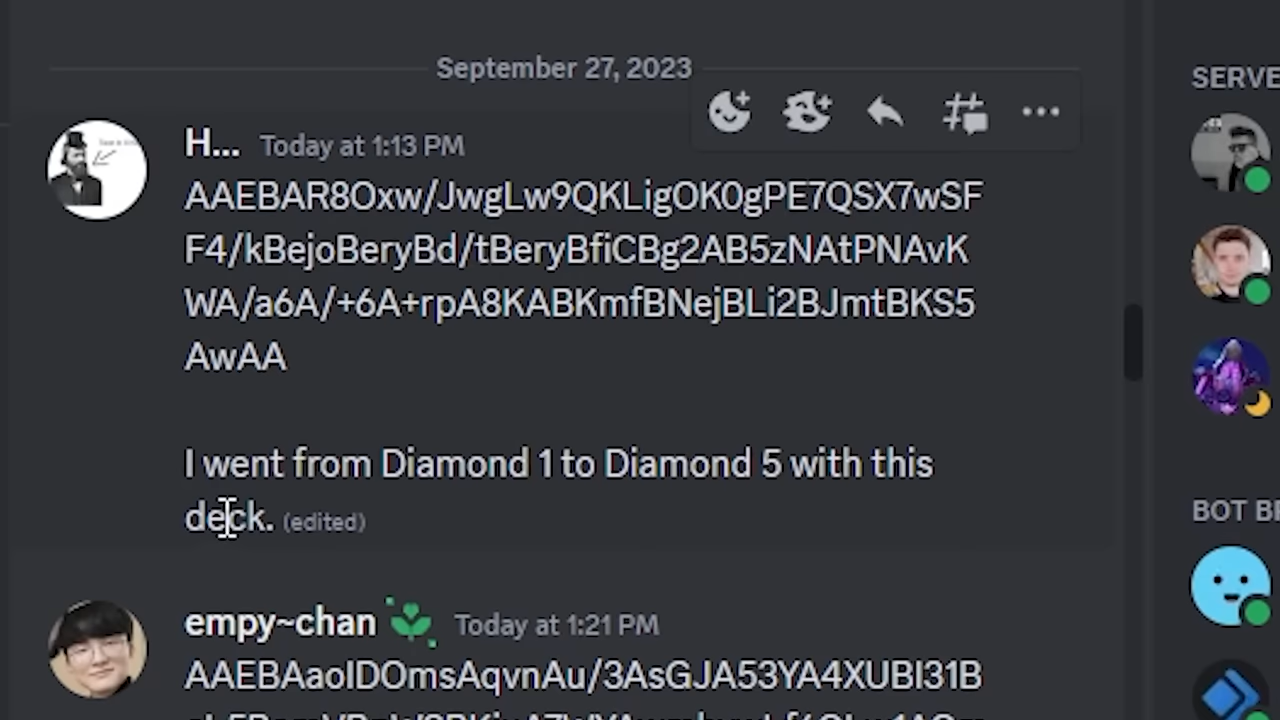 September 27, 2023
SERVE
H... Today at 1:13 PM
AAEBAR8Oxw/JwgLw9QKLigOK0gPE7QSX7wSF
F4/kBejoBeryBd/tBeryBfiCBg2AB5zNAtPNAvK
WA/a6A/+6A+rpA8KABKmfBNejBLi2BJmtBKS5
AwAA
I went from Diamond 1 to Diamond 5 with this
deck. (edited)
BOT BR
empy~chan Today at 1:21 PM
AAEBAaoIDOmsAqvnAu/3AsGJA53YA4XUBI31B